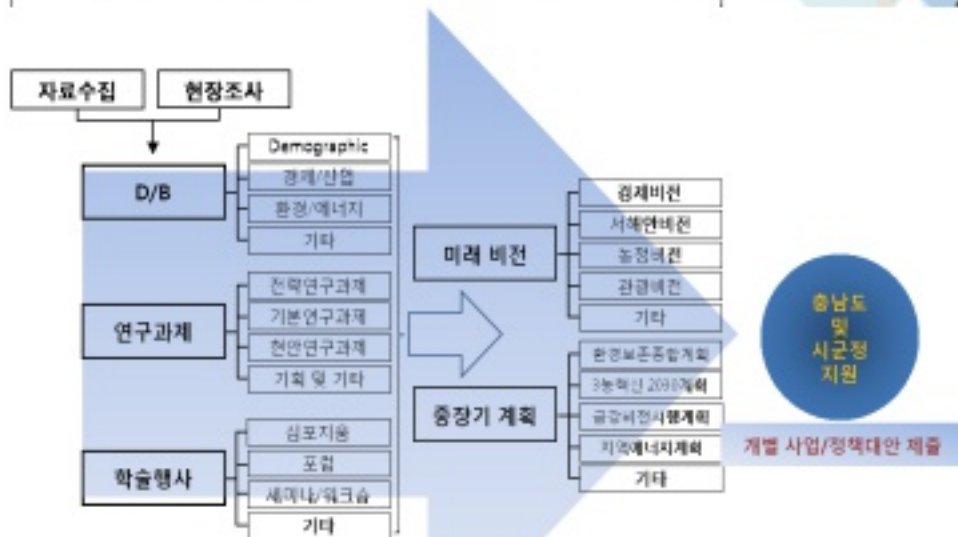 자료수집
현장조사
D/B
Demographic
경제/산업
환경/에너지
기타
연구과제
전략연구과제
기본연구과제
현안연구과제
기획 및 기타
학술행사
심포지움
포럼
세미나/워크숍
기타
미래 비전
경제비전
서해안비전
농정비전
관광비전
기타
중장기 계획
환경보존종합계획
3농혁신 2030계획
금강비전시행계획
지역에너지계획
기타
충남도
및
시군정
지원
개별 사업/정책대안 제출